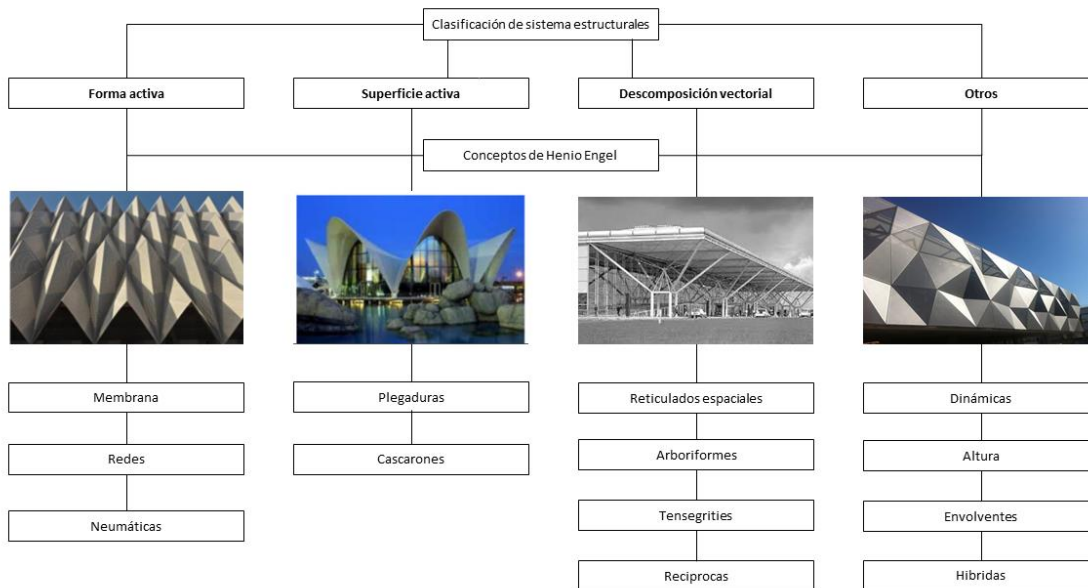 Clasificación de sistema estructurales
Forma activa
Superficie activa
Descomposición vectorial
Otros
Conceptos de Henio Engel
Membrana
Plegaduras
Reticulados espaciales
Dinámicas
Redes
Cascarones
Arboriformes
Altura
Neumáticas
Tensegrities
Envolventes
Reciprocas
Hibridas